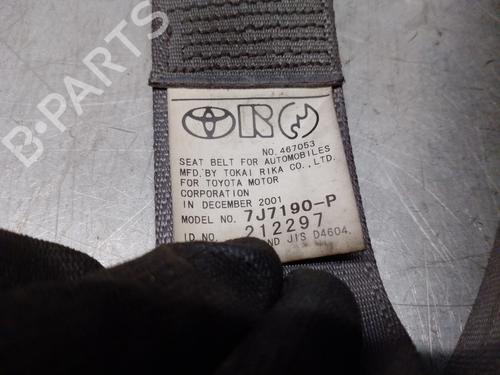 NO. 467053
SEAT BELT FOR AUTOMOBILES
MFD. BY TOKAI RIKA CO., LTD.
FOR TOYOTA MOTOR
CORPORATION
IN DECEMBER 2001
MODEL NO. 7J7190-P
ID NO. 212297
AND JIS D4604.
B-PARTS